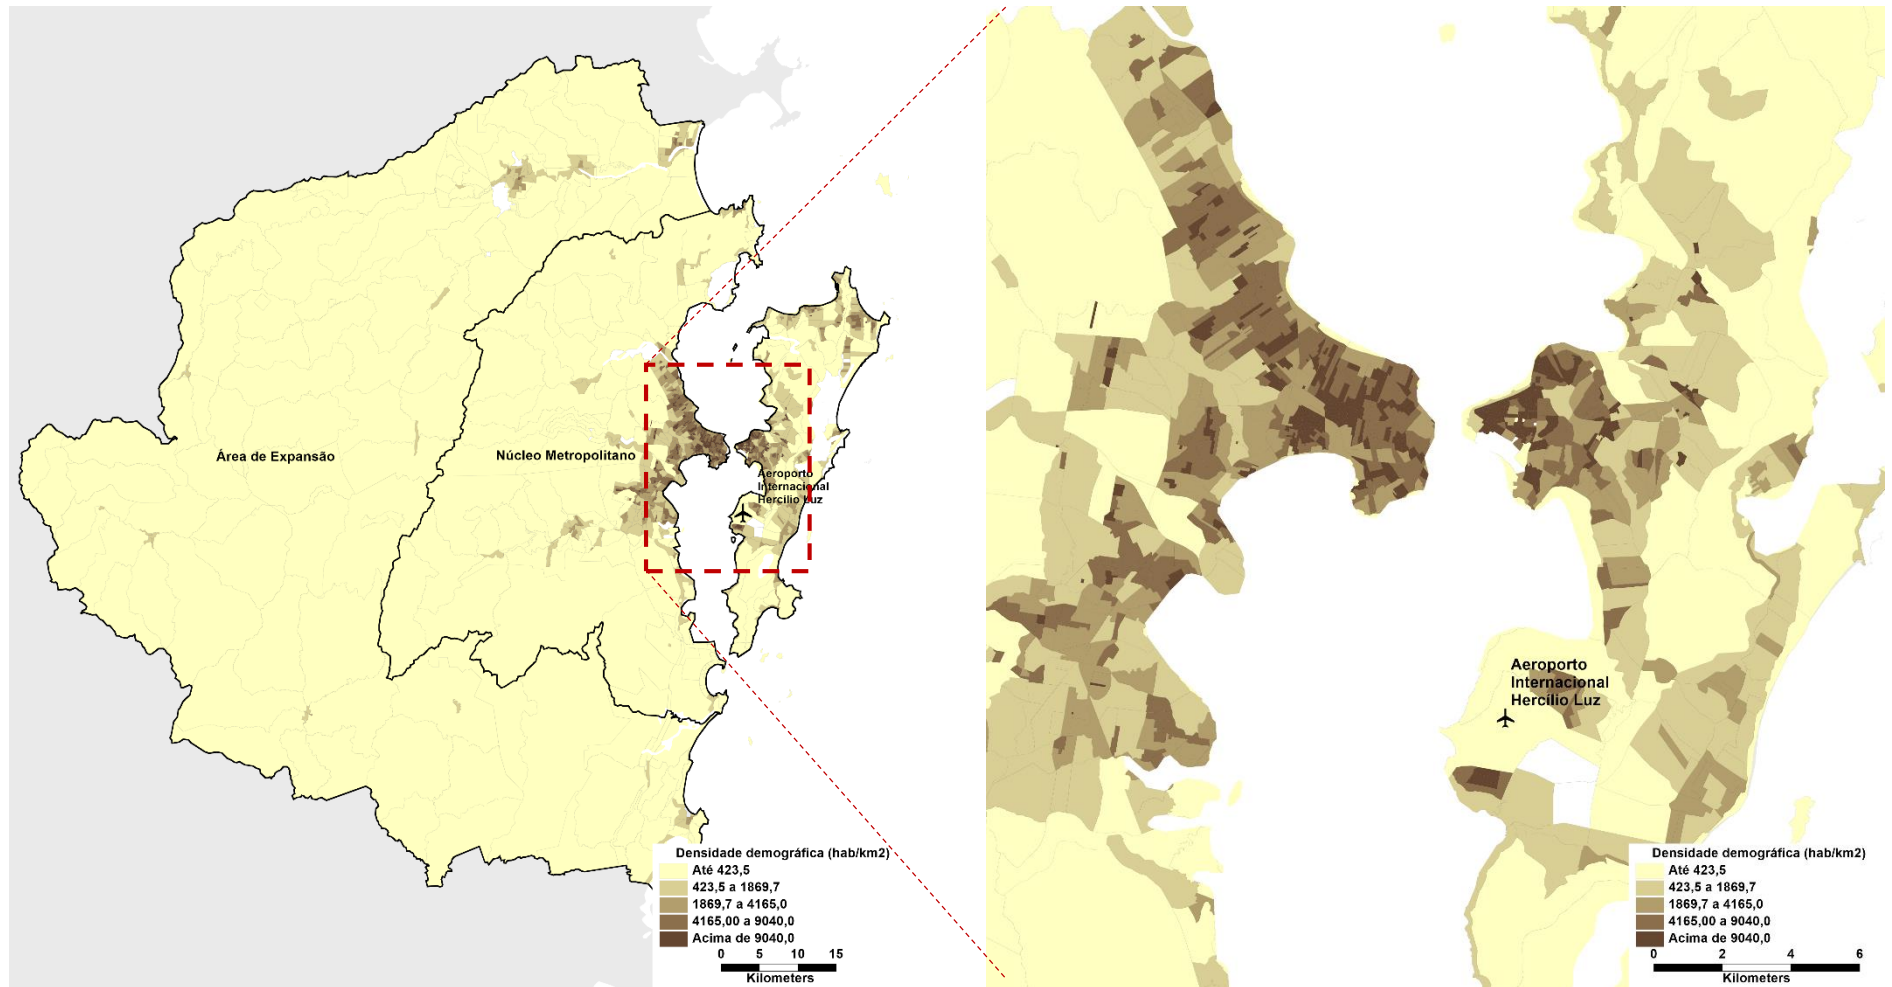 Área de Expansão
Núcleo Metropolitano
Aeroporto
Internacional
Hercílio Luz
Densidade demográfica (hab/km2)
Até 423,5
423,5 a 1869,7
1869,7 a 4165,0
4165,00 a 9040,0
Acima de 9040,0
0 5 10 15
Kilometers
Aeroporto
Internacional
Hercílio Luz
Densidade demográfica (hab/km2)
Até 423,5
423,5 a 1869,7
1869,7 a 4165,0
4165,00 a 9040,0
Acima de 9040,0
0 2 4 6
Kilometers